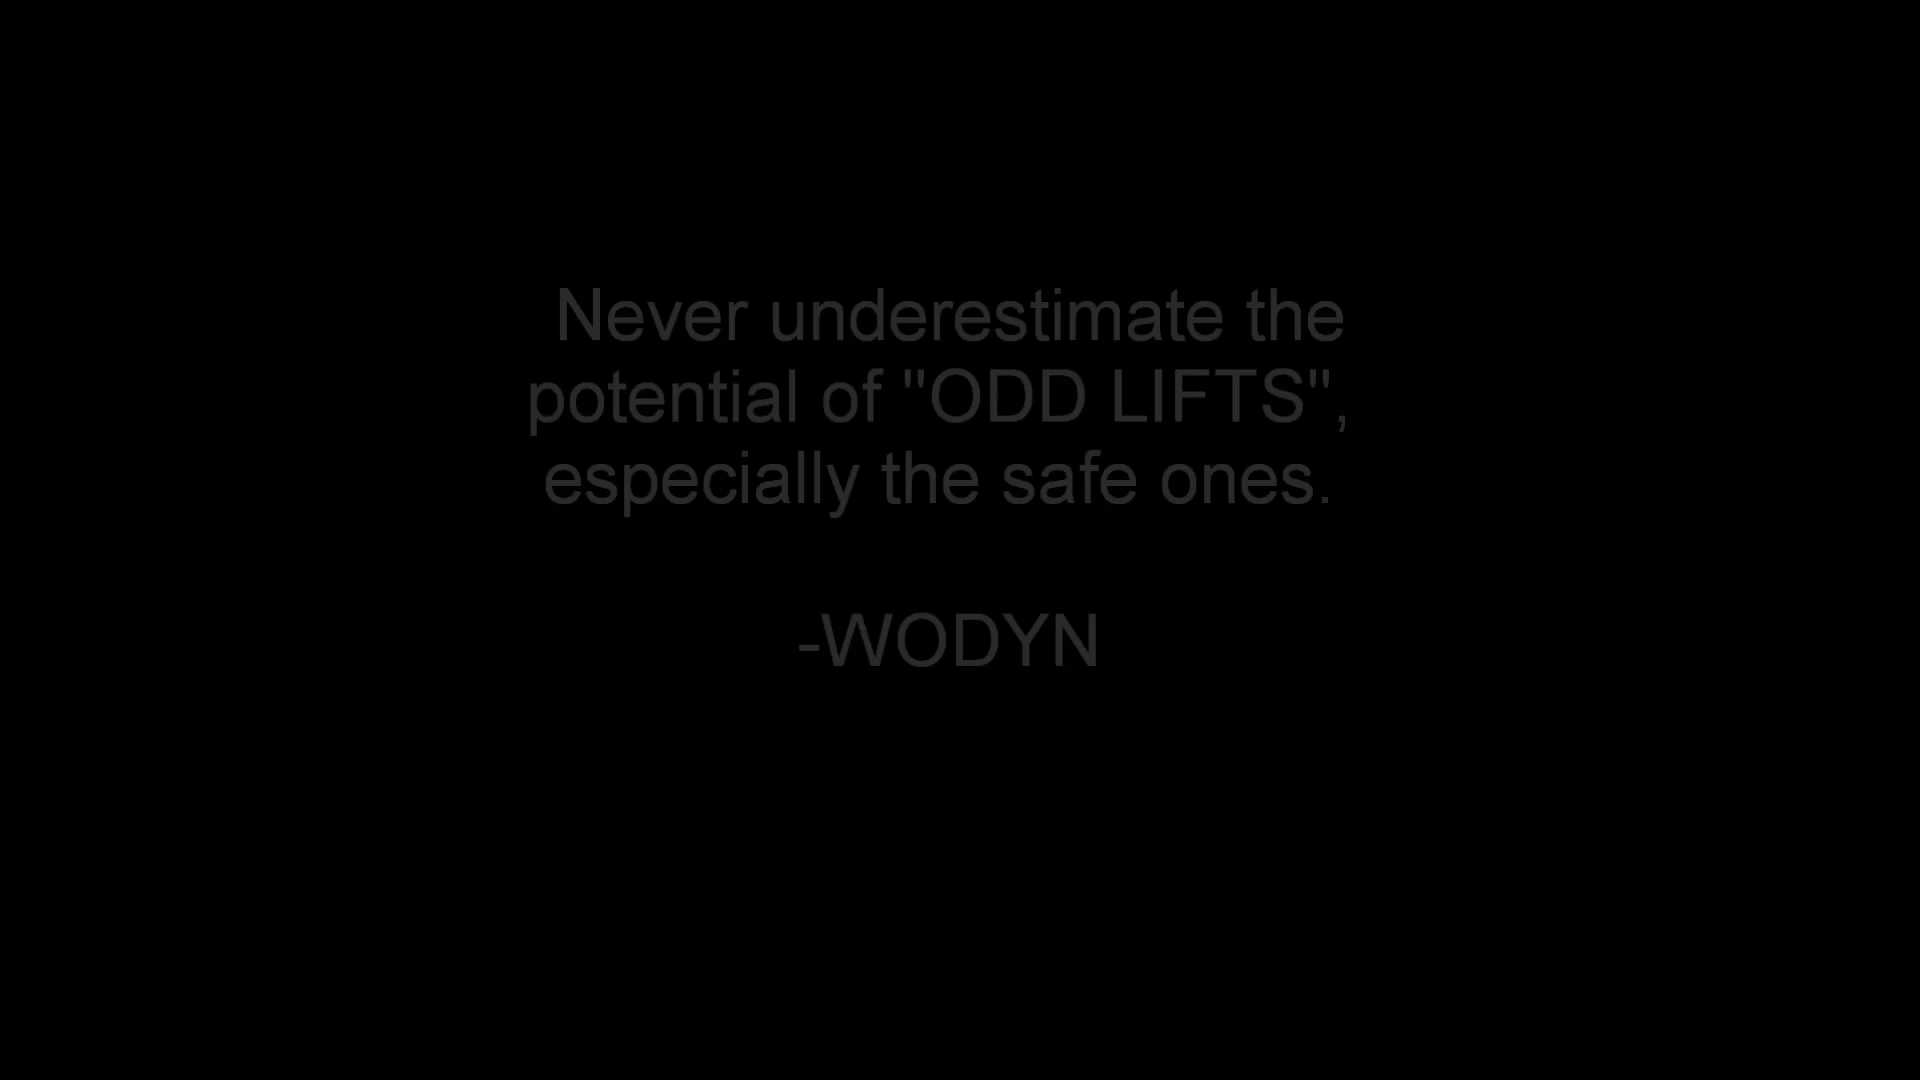 Never underestimate the
potential of "ODD LIFTS",
especially the safe ones.
-WODYN